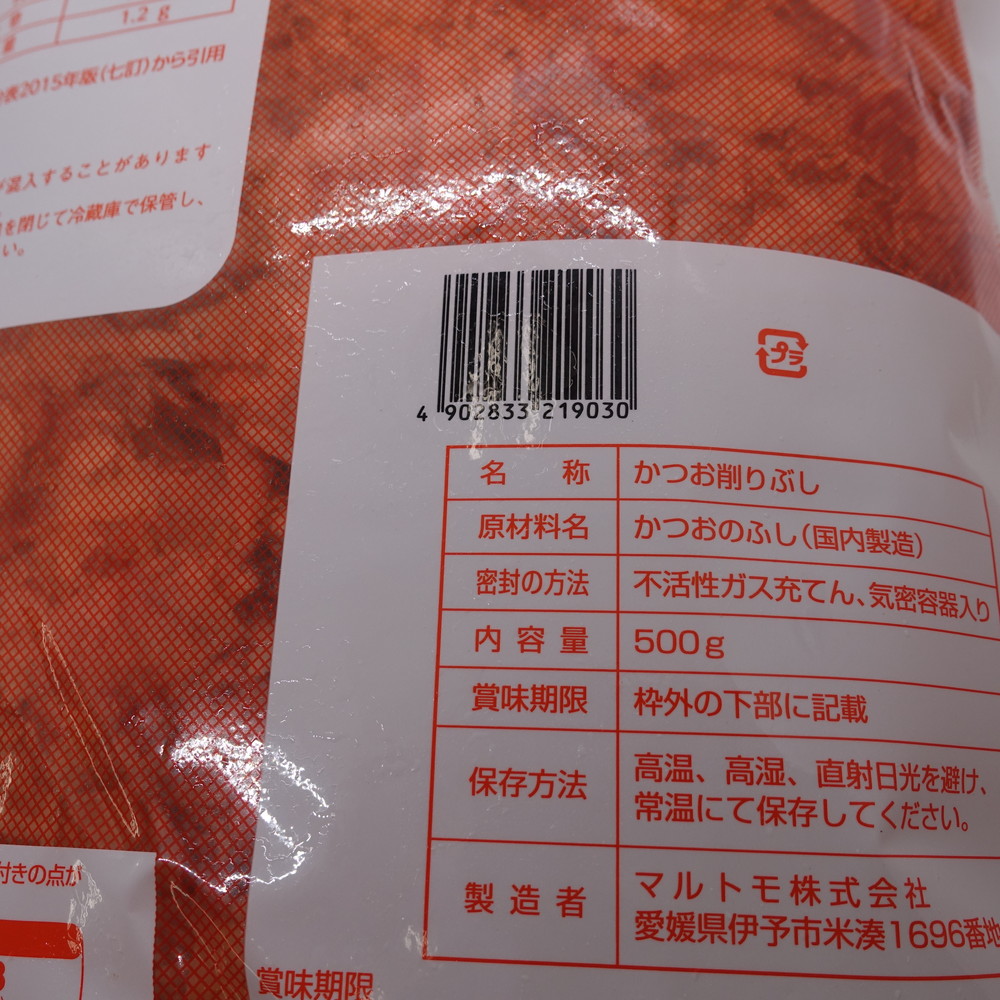 1.2 g
表2015年版(七訂)から引用
混入することがあります
を閉じて冷蔵庫で保管し、
い。
4 902833 219030
プラ
名 称 かつお削りぶし
原材料名 かつおのふし(国内製造)
密封の方法 不活性ガス充てん、気密容器入り
内容量 500g
賞味期限 枠外の下部に記載
保存方法 高温、高湿、直射日光を避け、
常温にて保存してください。
製造者 マルトモ株式会社
愛媛県伊予市米湊1696番地
付きの点が
賞味期限